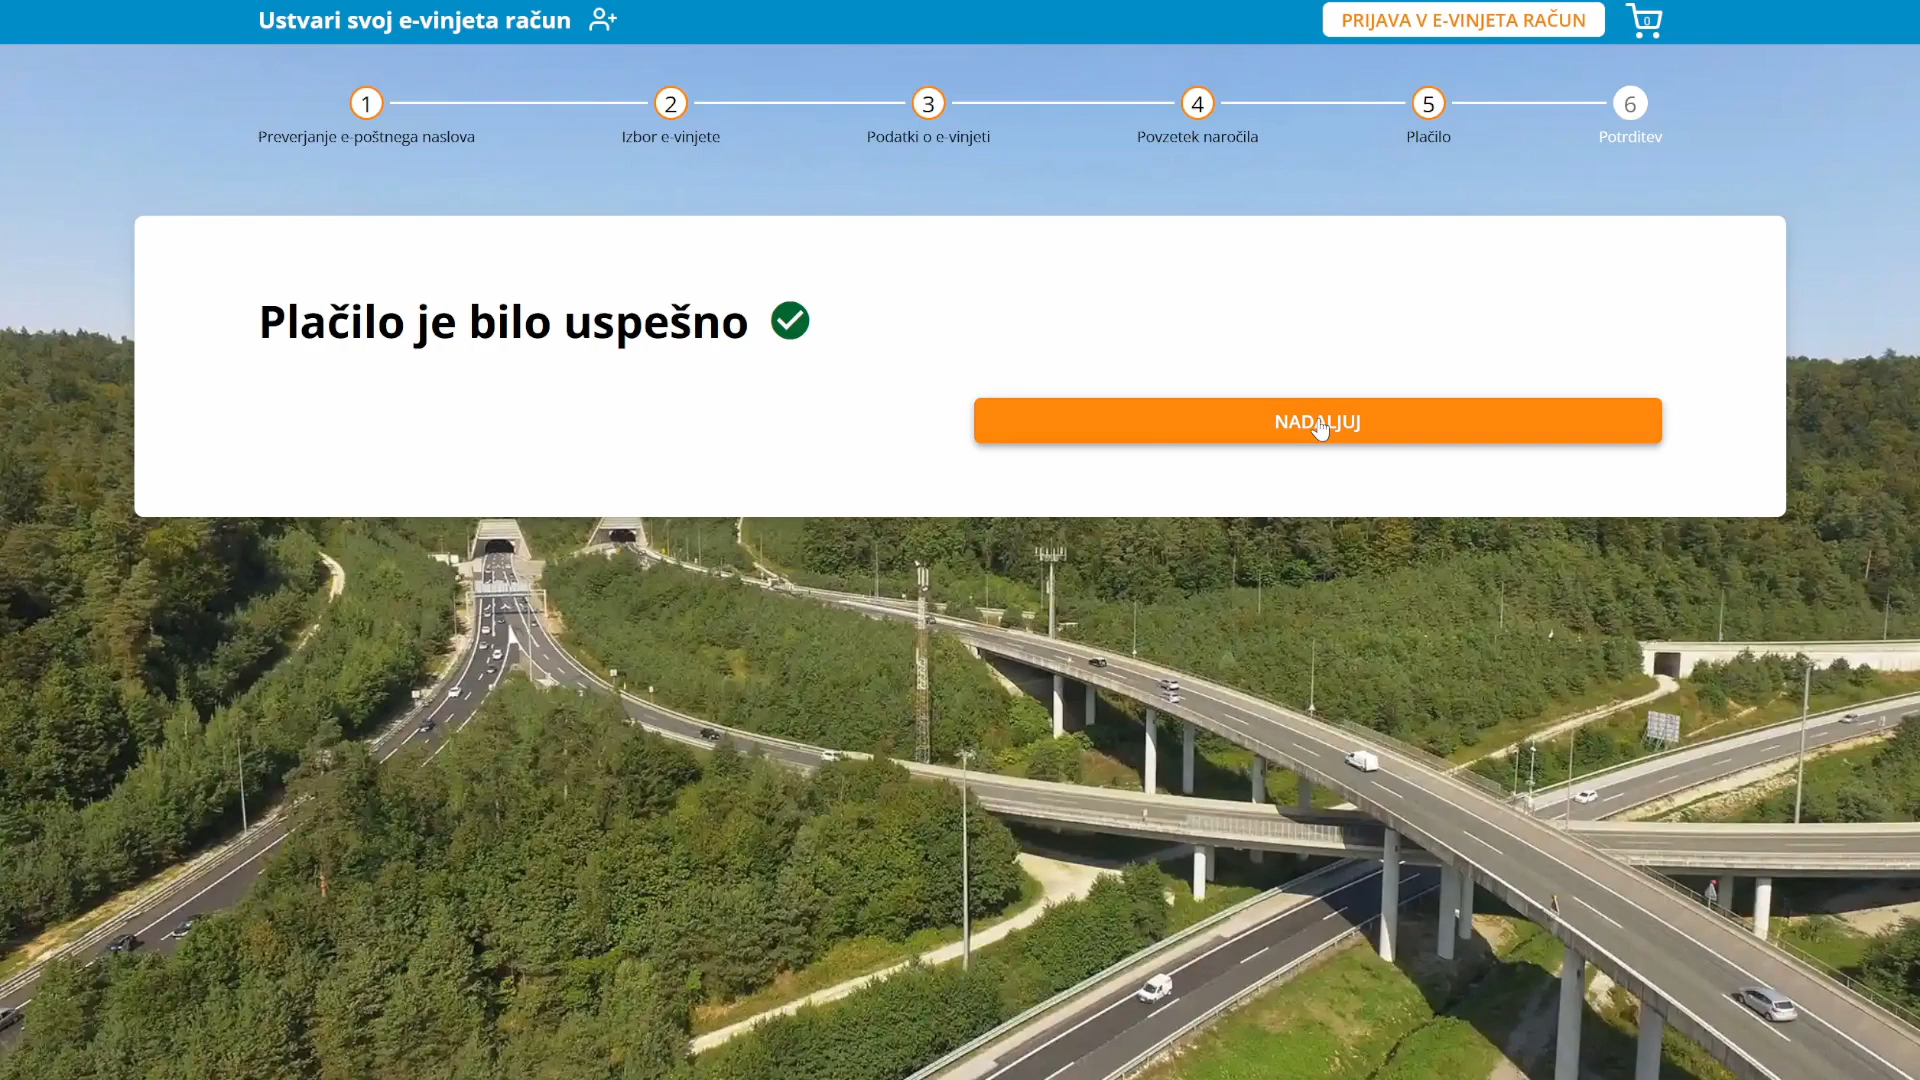 Ustvari svoj e-vinjeta račun
PRIJAVA V E-VINJETA RAČUN
0
1
2
3
4
5
6
Preverjanje e-poštnega naslova
Izbor e-vinjete
Podatki o e-vinjeti
Povzetek naročila
Plačilo
Potrditev
Plačilo je bilo uspešno
NADALJUJ